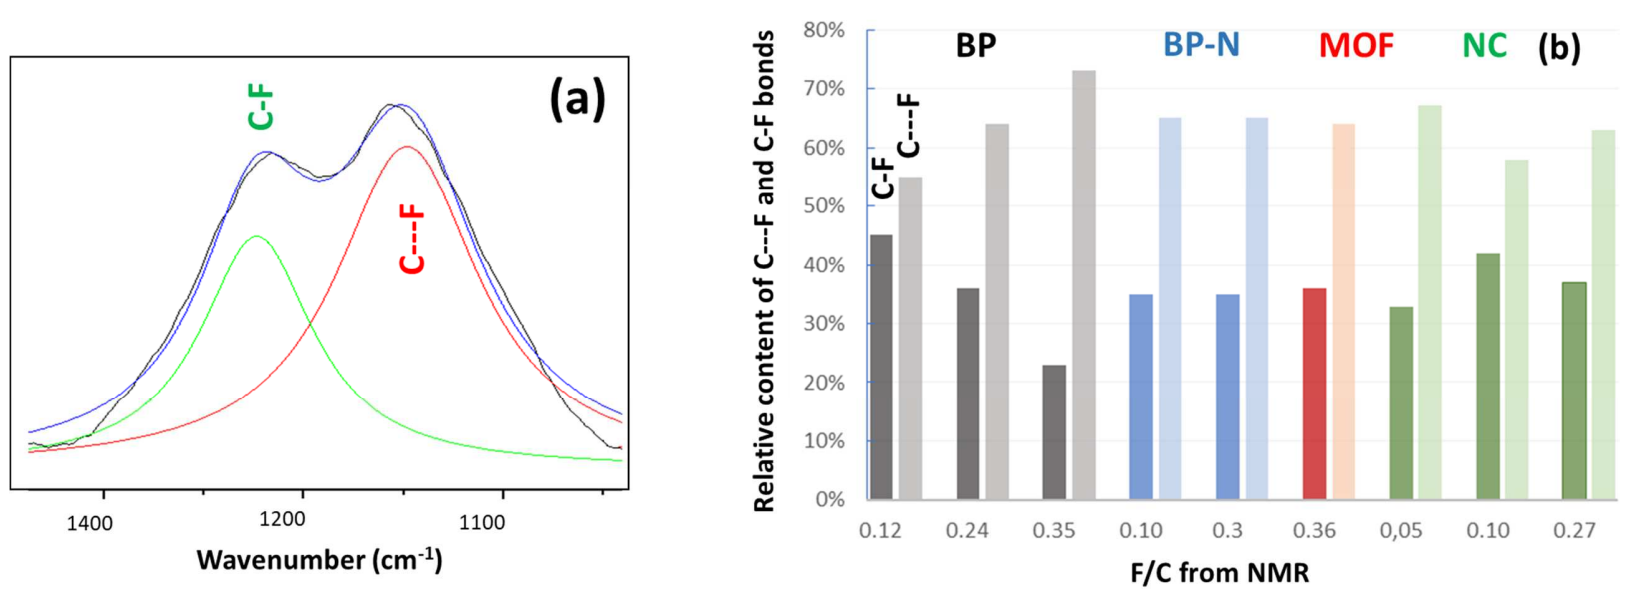 (a)
C-F
C---F
1400 1200 1100
Wavenumber (cm-1)
Relative content of C---F and C-F bonds
80%
70%
60%
50%
40%
30%
20%
10%
0%
BP BP-N MOF NC (b)
C-F
C---F
0.12 0.24 0.35 0.10 0.3 0.36 0,05 0.10 0.27
F/C from NMR